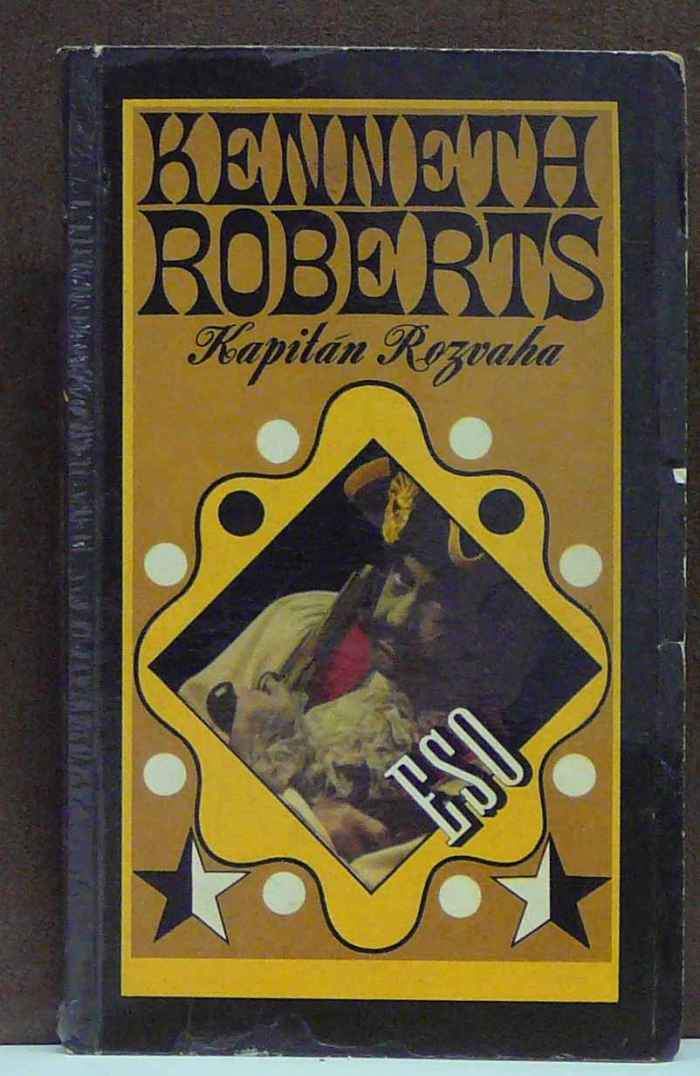 KENNETH
ROBERTS
Kapitán Rozvaha
ESO